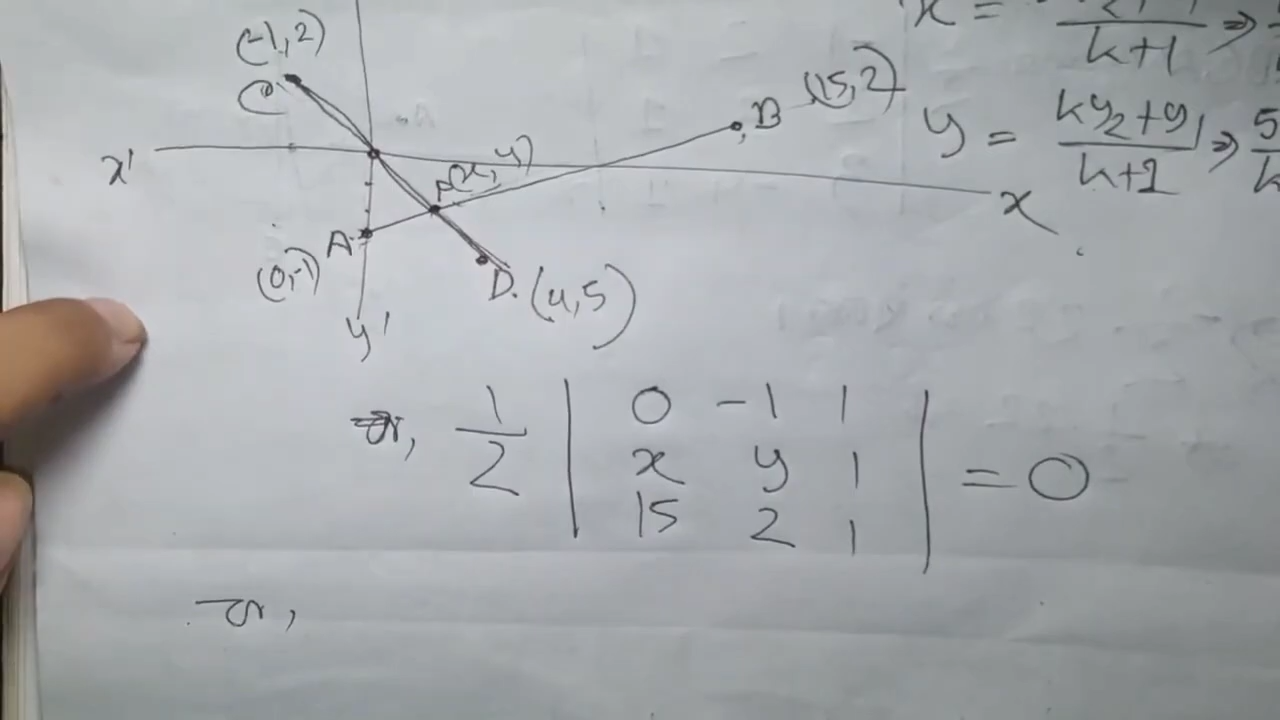 (-1,2)
C
x'
P(x, y)
B (15,2)
x
A
(0,-1)
D. (4,5)
y'
x =
k+1 ⇒
y = ky₂+y₁ / k+1 ⇒ 5 / k
বা, 1/2 | 0 -1 1 |
| x y 1 | = 0
| 15 2 1 |
বা,